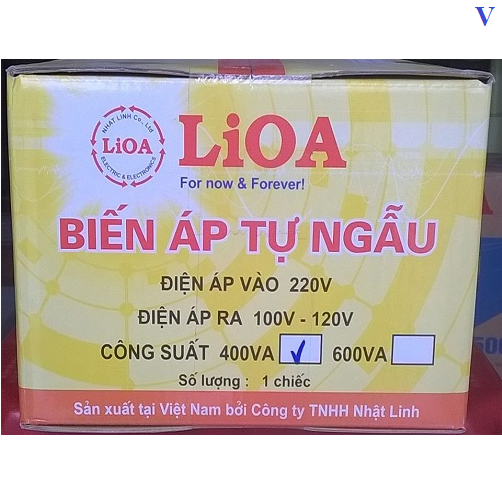 V
NHAT LINH Co., Ltd
LiOA
ELECTRIC & ELECTRONICS
LiOA
For now & Forever!
BIẾN ÁP TỰ NGẪU
ĐIỆN ÁP VÀO 220V
ĐIỆN ÁP RA 100V - 120V
CÔNG SUẤT 400VA ✓ 600VA
Số lượng : 1 chiếc
Sản xuất tại Việt Nam bởi Công ty TNHH Nhật Linh